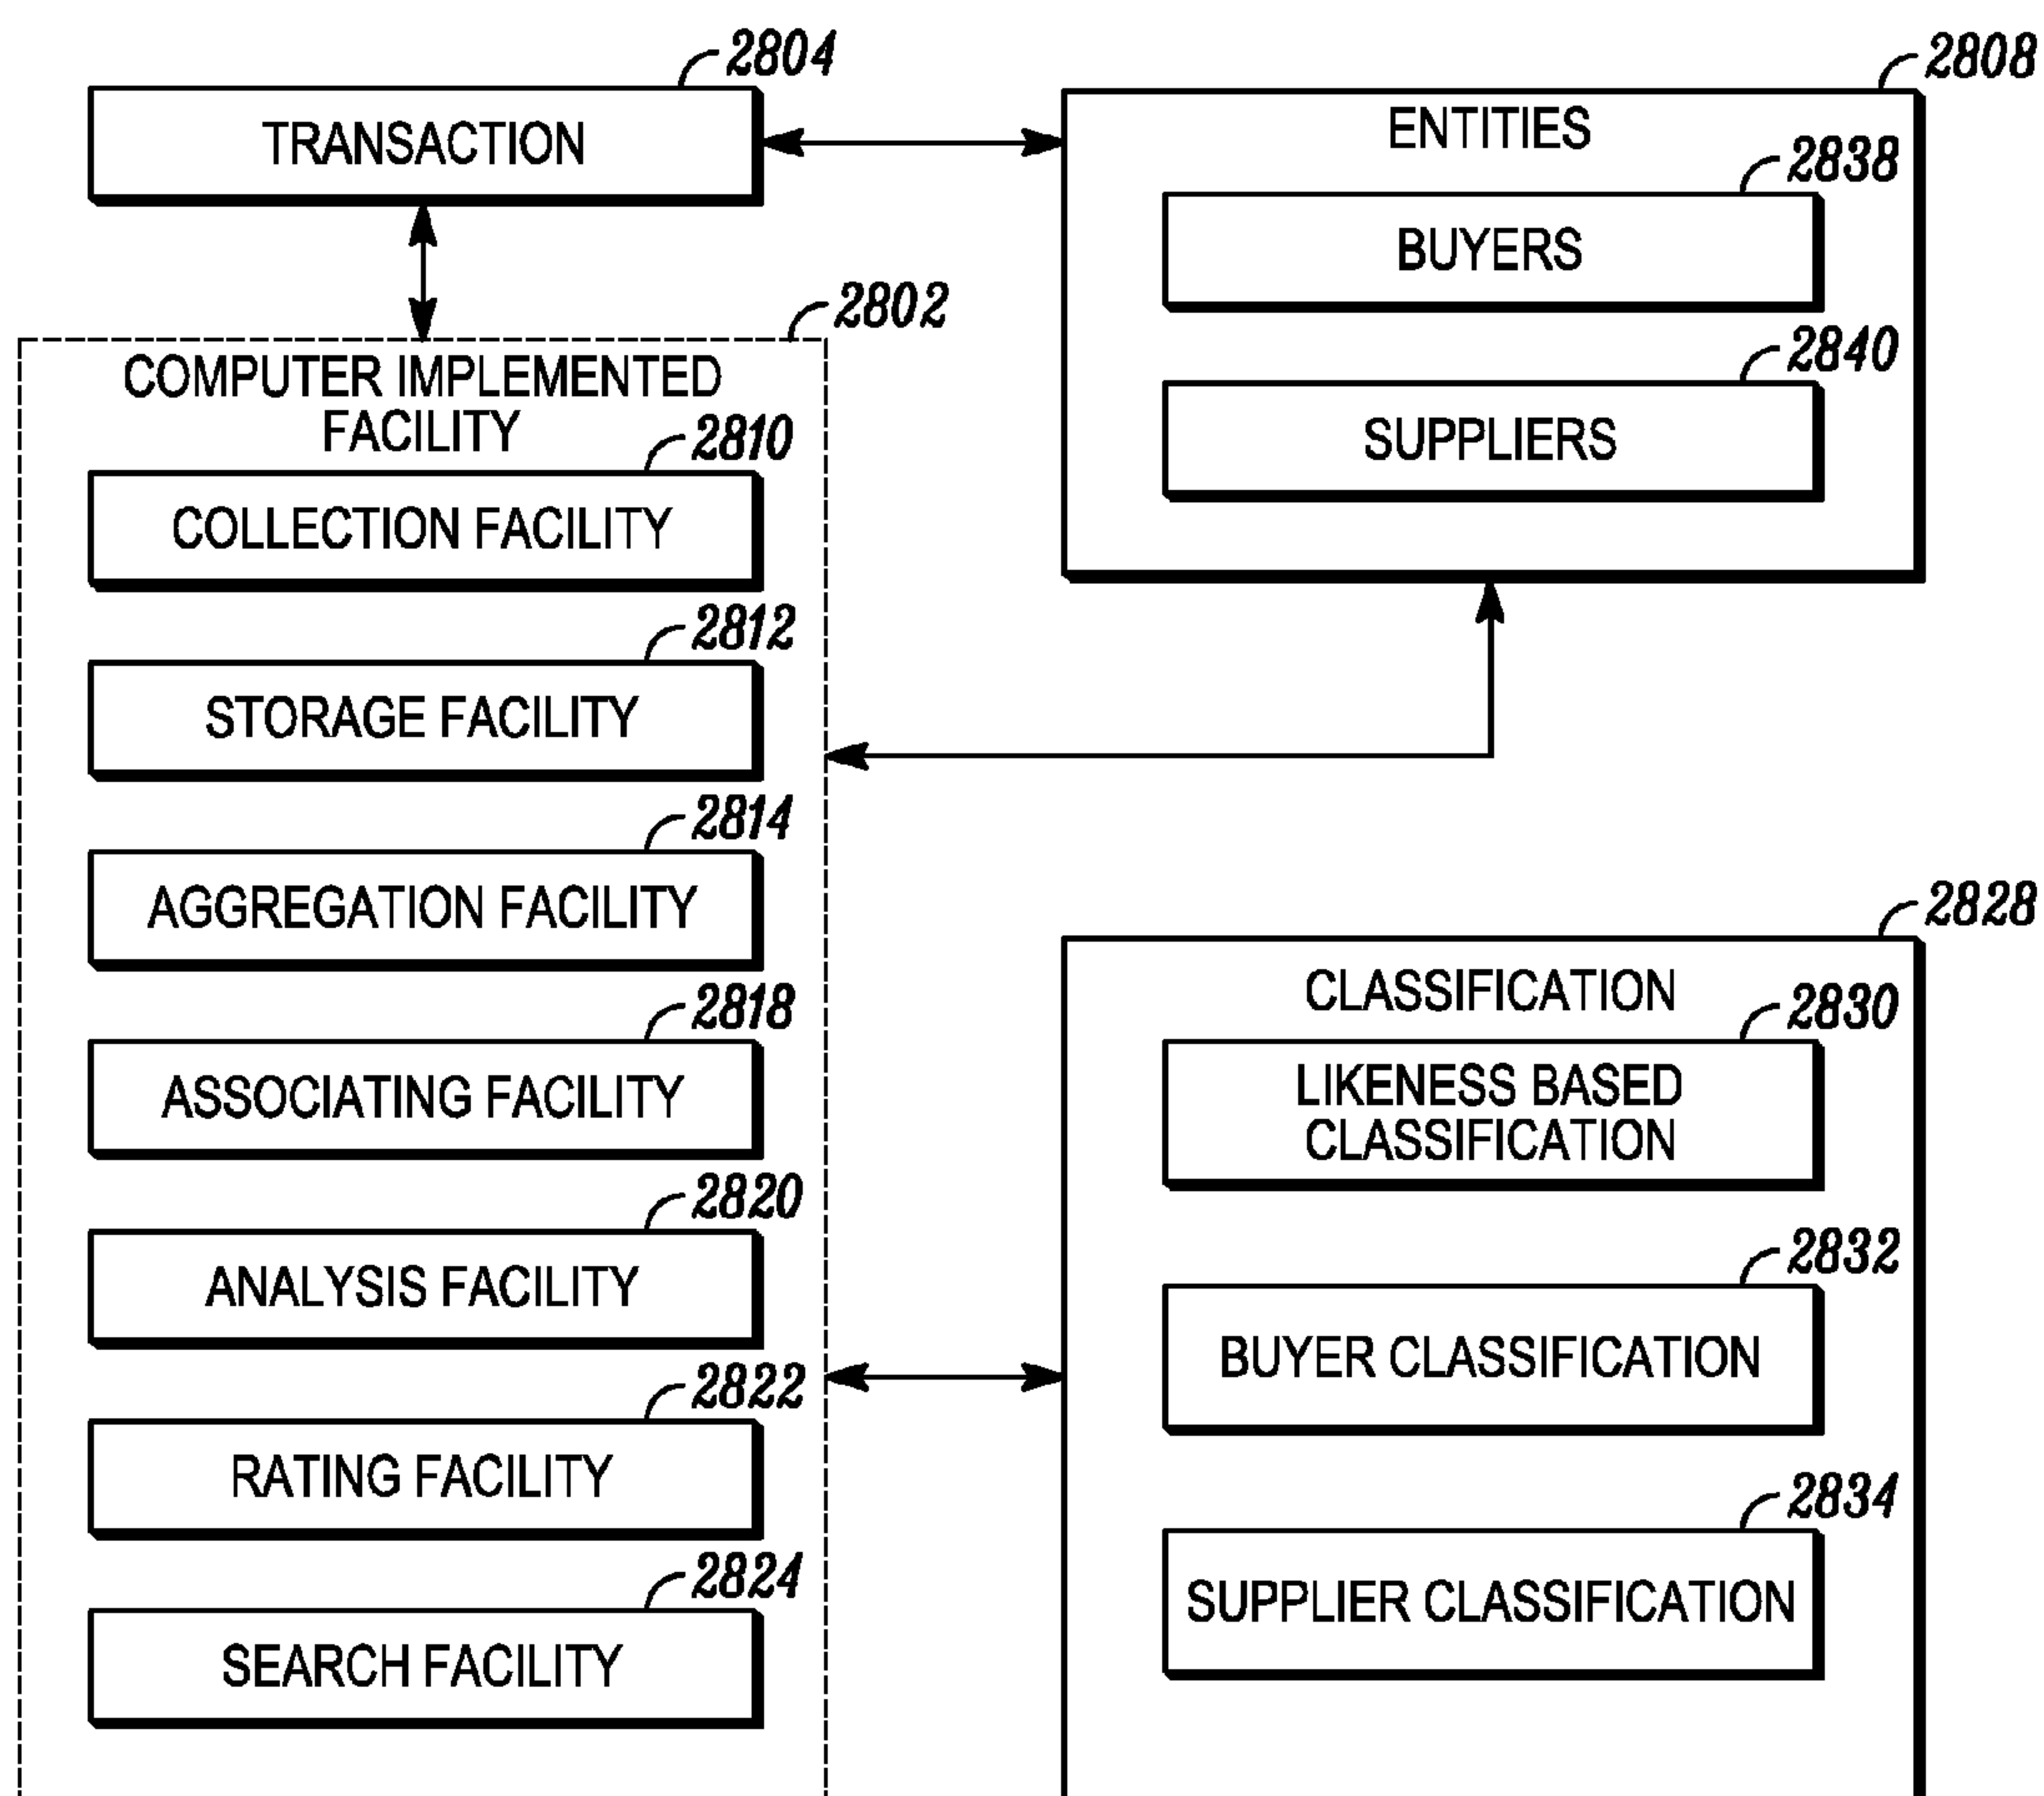 2804
TRANSACTION
2808
ENTITIES
2838
BUYERS
2840
SUPPLIERS
2802
COMPUTER IMPLEMENTED
FACILITY
2810
COLLECTION FACILITY
2812
STORAGE FACILITY
2814
AGGREGATION FACILITY
2818
ASSOCIATING FACILITY
2820
ANALYSIS FACILITY
2822
RATING FACILITY
2824
SEARCH FACILITY
2828
CLASSIFICATION
2830
LIKENESS BASED
CLASSIFICATION
2832
BUYER CLASSIFICATION
2834
SUPPLIER CLASSIFICATION